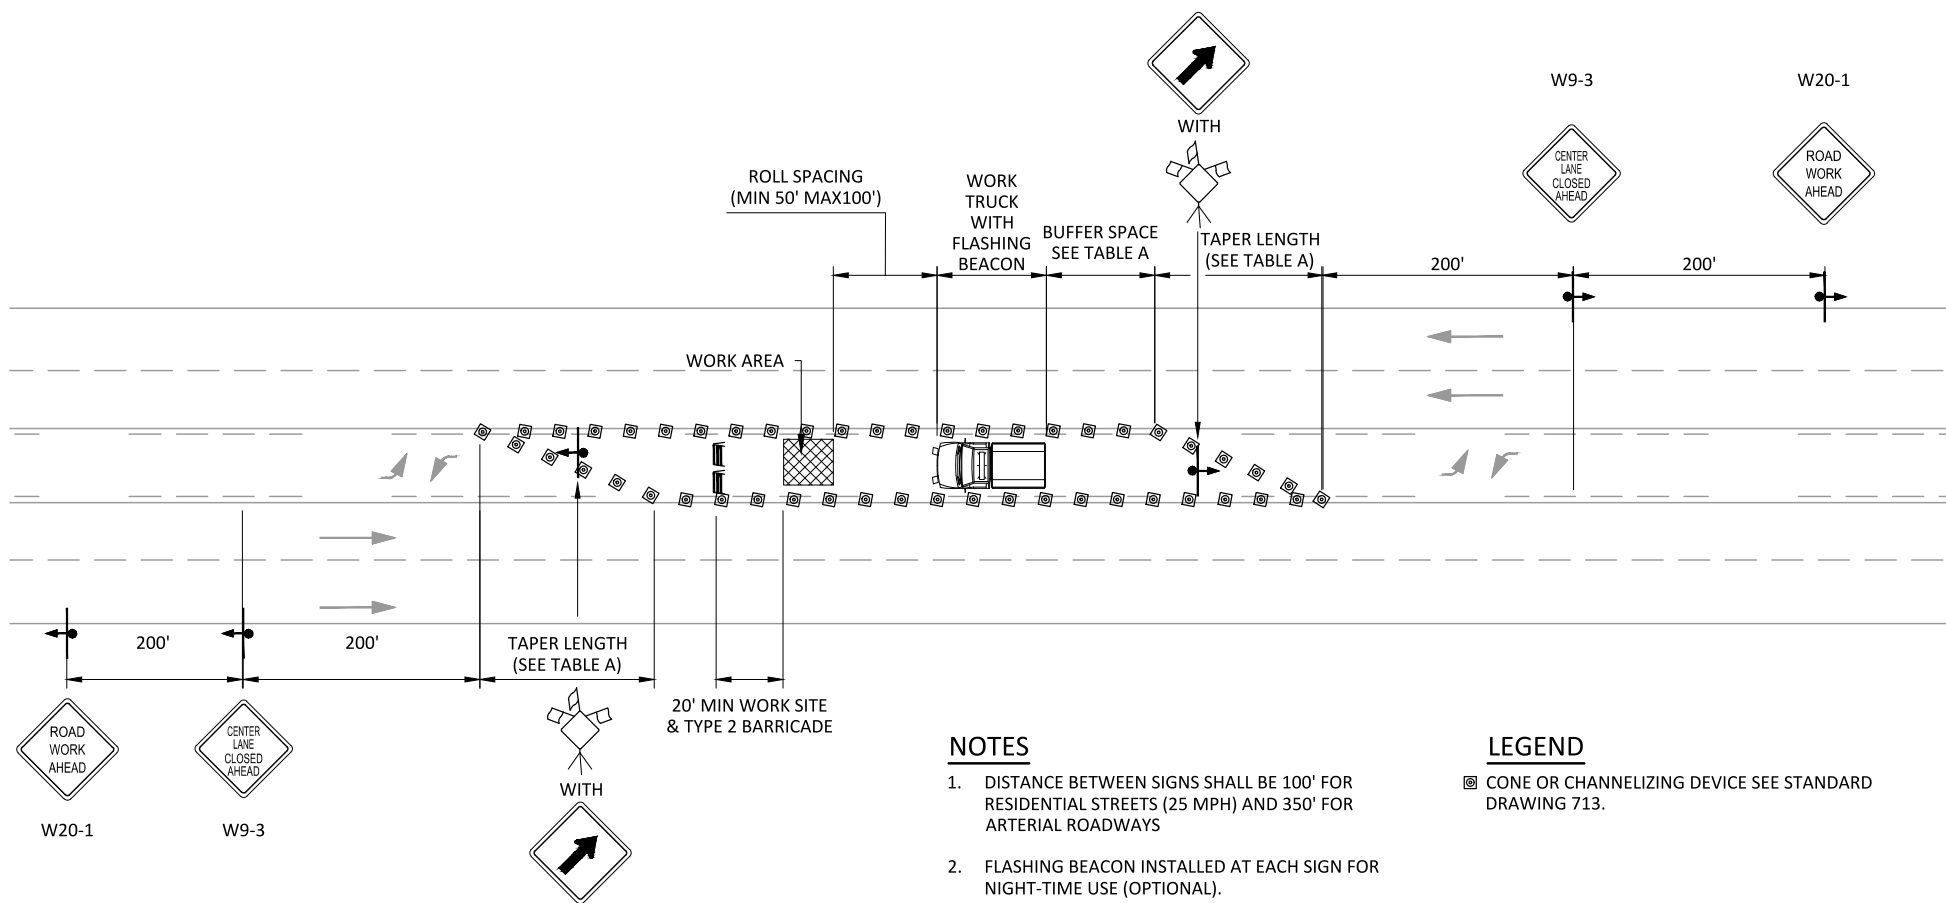 W9-3
W20-1
WITH
CENTER
LANE
CLOSED
AHEAD
ROAD
WORK
AHEAD
ROLL SPACING
(MIN 50' MAX100')
WORK
TRUCK
WITH
FLASHING
BEACON
BUFFER SPACE
SEE TABLE A
TAPER LENGTH
(SEE TABLE A)
200'
200'
WORK AREA
200'
200'
TAPER LENGTH
(SEE TABLE A)
20' MIN WORK SITE
& TYPE 2 BARRICADE
ROAD
WORK
AHEAD
CENTER
LANE
CLOSED
AHEAD
WITH
W20-1
W9-3
NOTES
1. DISTANCE BETWEEN SIGNS SHALL BE 100' FOR
RESIDENTIAL STREETS (25 MPH) AND 350' FOR
ARTERIAL ROADWAYS
2. FLASHING BEACON INSTALLED AT EACH SIGN FOR
NIGHT-TIME USE (OPTIONAL).
LEGEND
CONE OR CHANNELIZING DEVICE SEE STANDARD
DRAWING 713.